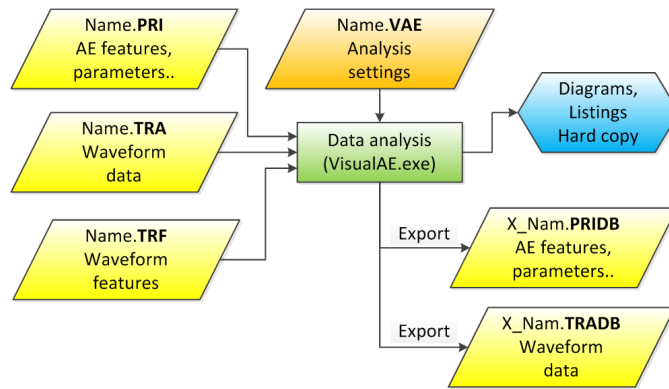 Name.PRI
AE features,
parameters..
Name.VAE
Analysis
settings
Diagrams,
Listings
Hard copy
Name.TRA
Waveform
data
Data analysis
(VisualAE.exe)
Name.TRF
Waveform
features
Export
X_Nam.PRIDB
AE features,
parameters..
Export
X_Nam.TRADB
Waveform
data